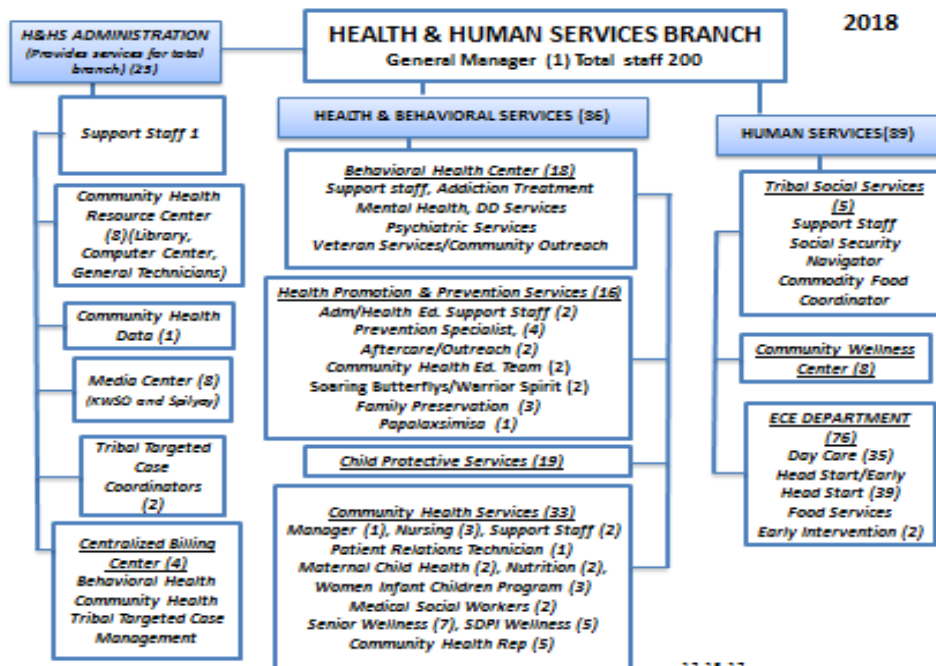 H&HS ADMINISTRATION
(Provides services for total
branch) (25)
HEALTH & HUMAN SERVICES BRANCH
General Manager (1) Total staff 200
2018
Support Staff 1
Community Health
Resource Center
(8)(Library,
Computer Center,
General Technicians)
Community Health
Data (1)
Media Center (8)
(KWSO and Spilyay)
Tribal Targeted
Case
Coordinators
(2)
Centralized Billing
Center (4)
Behavioral Health
Community Health
Tribal Targeted Case
Management
HEALTH & BEHAVIORAL SERVICES (86)
Behavioral Health Center (18)
Support staff, Addiction Treatment
Mental Health, DD Services
Psychiatric Services
Veteran Services/Community Outreach
Health Promotion & Prevention Services (16)
Adm/Health Ed. Support Staff (2)
Prevention Specialist, (4)
Aftercare/Outreach (2)
Community Health Ed. Team (2)
Soaring Butterflys/Warrior Spirit (2)
Family Preservation (3)
Papalaxsimisa (1)
Child Protective Services (19)
Community Health Services (33)
Manager (1), Nursing (3), Support Staff (2)
Patient Relations Technician (1)
Maternal Child Health (2), Nutrition (2),
Women Infant Children Program (3)
Medical Social Workers (2)
Senior Wellness (7), SDPI Wellness (5)
Community Health Rep (5)
HUMAN SERVICES(89)
Tribal Social Services
(5)
Support Staff
Social Security
Navigator
Commodity Food
Coordinator
Community Wellness
Center (8)
ECE DEPARTMENT
(76)
Day Care (35)
Head Start/Early
Head Start (39)
Food Services
Early Intervention (2)